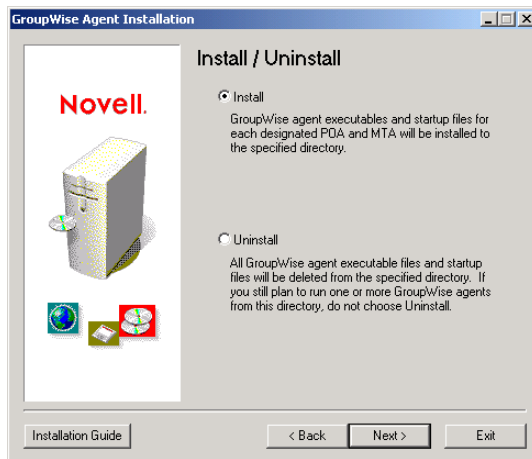 GroupWise Agent Installation
Install / Uninstall
Novell.
Install
GroupWise agent executables and startup files for
each designated POA and MTA will be installed to
the specified directory.
Uninstall
All GroupWise agent executable files and startup
files will be deleted from the specified directory. If
you still plan to run one or more GroupWise agents
from this directory, do not choose Uninstall.
Installation Guide
< Back
Next >
Exit